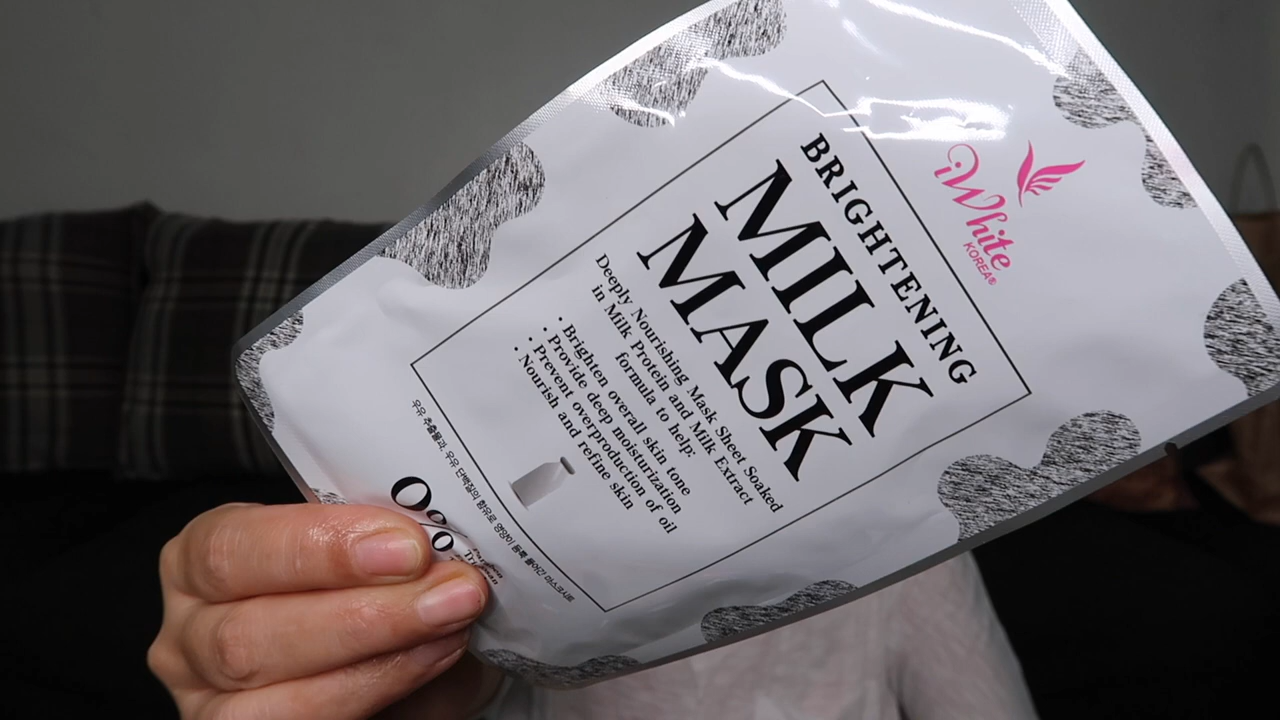 iWhite
KOREA®
BRIGHTENING
MILK
MASK
Deeply Nourishing Mask Sheet Soaked
in Milk Protein and Milk Extract
formula to help:
· Brighten overall skin tone
· Provide deep moisturization
· Prevent overproduction of oil
· Nourish and refine skin
0%